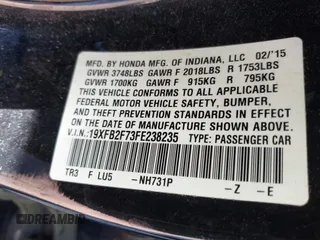 MFD. BY HONDA MFG. OF INDIANA, LLC 02/'15
GVWR 3748LBS GAWR F 2018LBS R 1753LBS
GVWR 1700KG GAWR F 915KG R 795KG
THIS VEHICLE CONFORMS TO ALL APPLICABLE
FEDERAL MOTOR VEHICLE SAFETY, BUMPER,
AND THEFT PREVENTION STANDARDS IN EFFECT ON
THE DATE OF MANUFACTURE SHOWN ABOVE.
V.I.N.:19XFB2F73FE238235 TYPE: PASSENGER CAR
TR3 F LU5 -NH731P -Z -E
DREAMBID